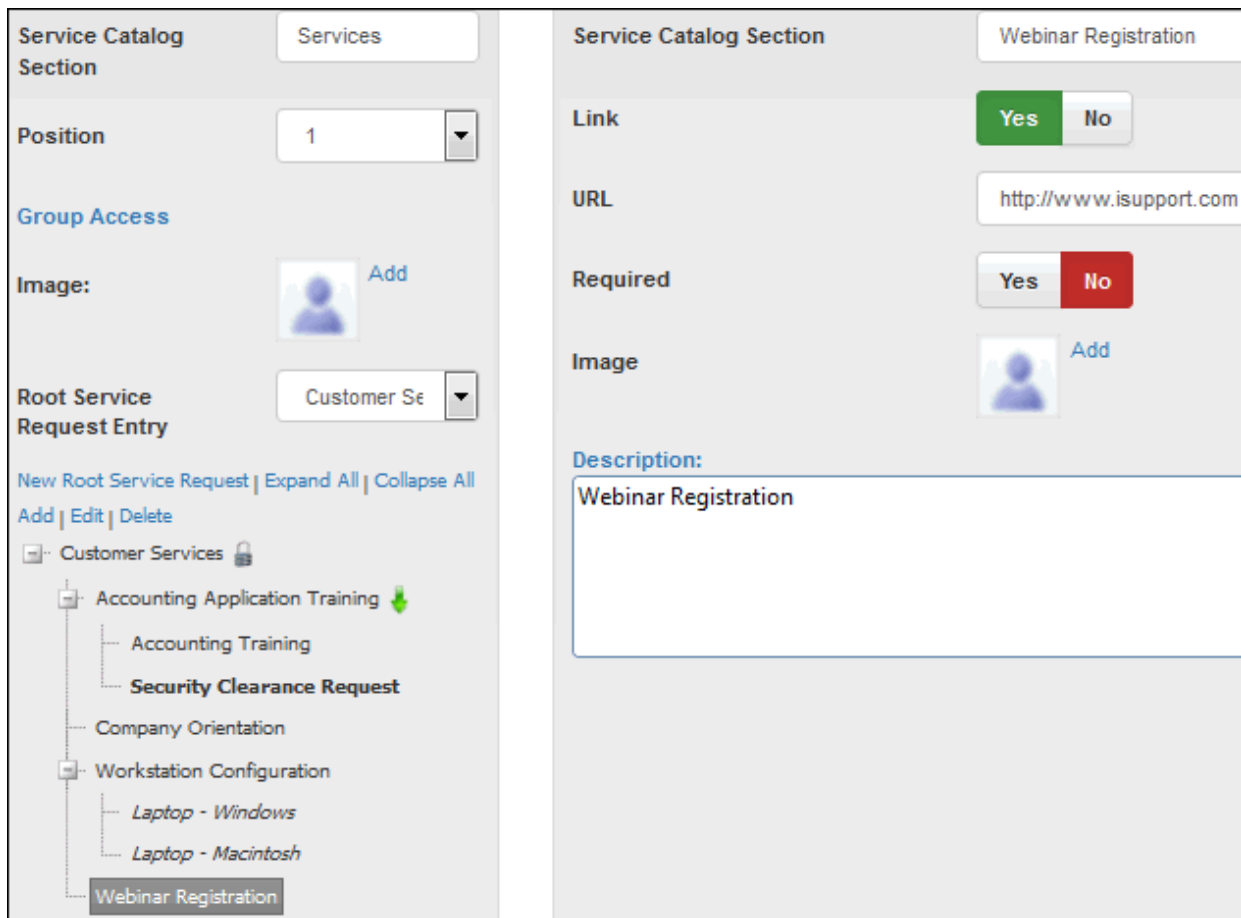 Service Catalog
Section
Services
Position
1
Group Access
Image:
Add
Root Service
Request Entry
Customer Se
New Root Service Request | Expand All | Collapse All
Add | Edit | Delete
Customer Services
Accounting Application Training
Accounting Training
Security Clearance Request
Company Orientation
Workstation Configuration
Laptop - Windows
Laptop - Macintosh
Webinar Registration
Service Catalog Section
Webinar Registration
Link
Yes No
URL
http://www.isupport.com
Required
Yes No
Image
Add
Description:
Webinar Registration